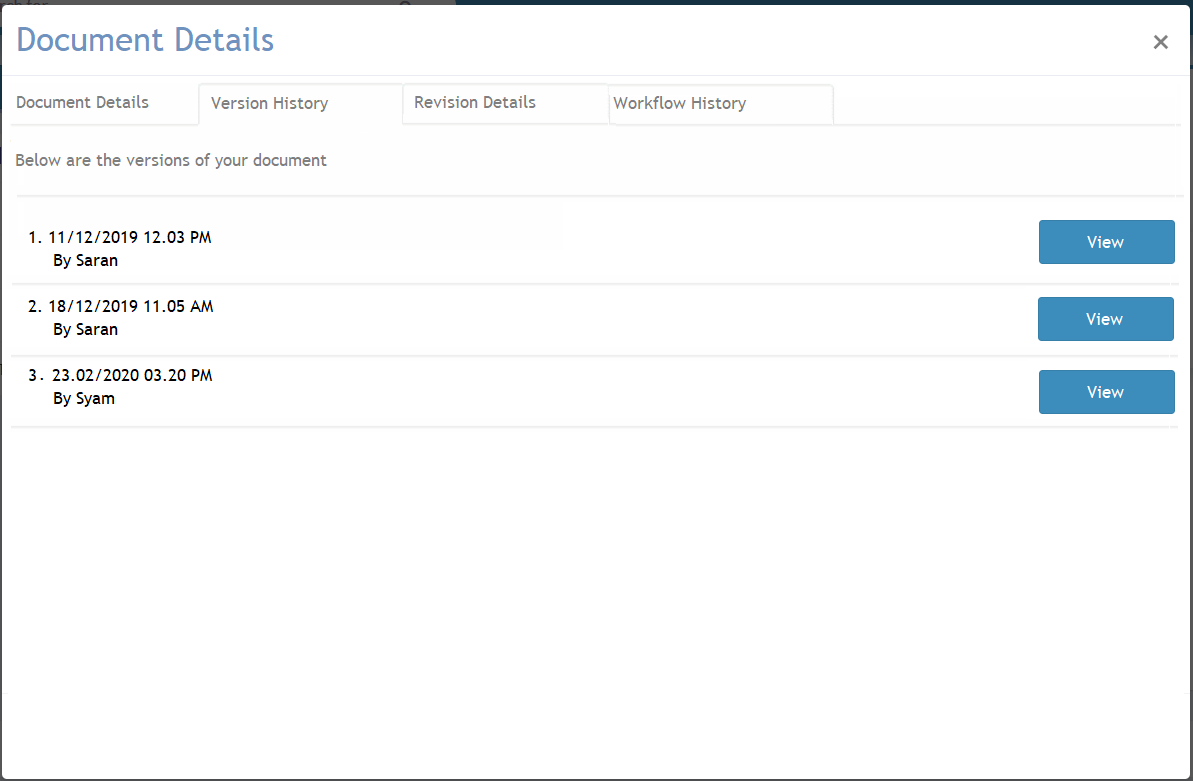 Document Details
×
Document Details
Version History
Revision Details
Workflow History
Below are the versions of your document
1. 11/12/2019 12.03 PM
By Saran
View
2. 18/12/2019 11.05 AM
By Saran
View
3. 23.02/2020 03.20 PM
By Syam
View